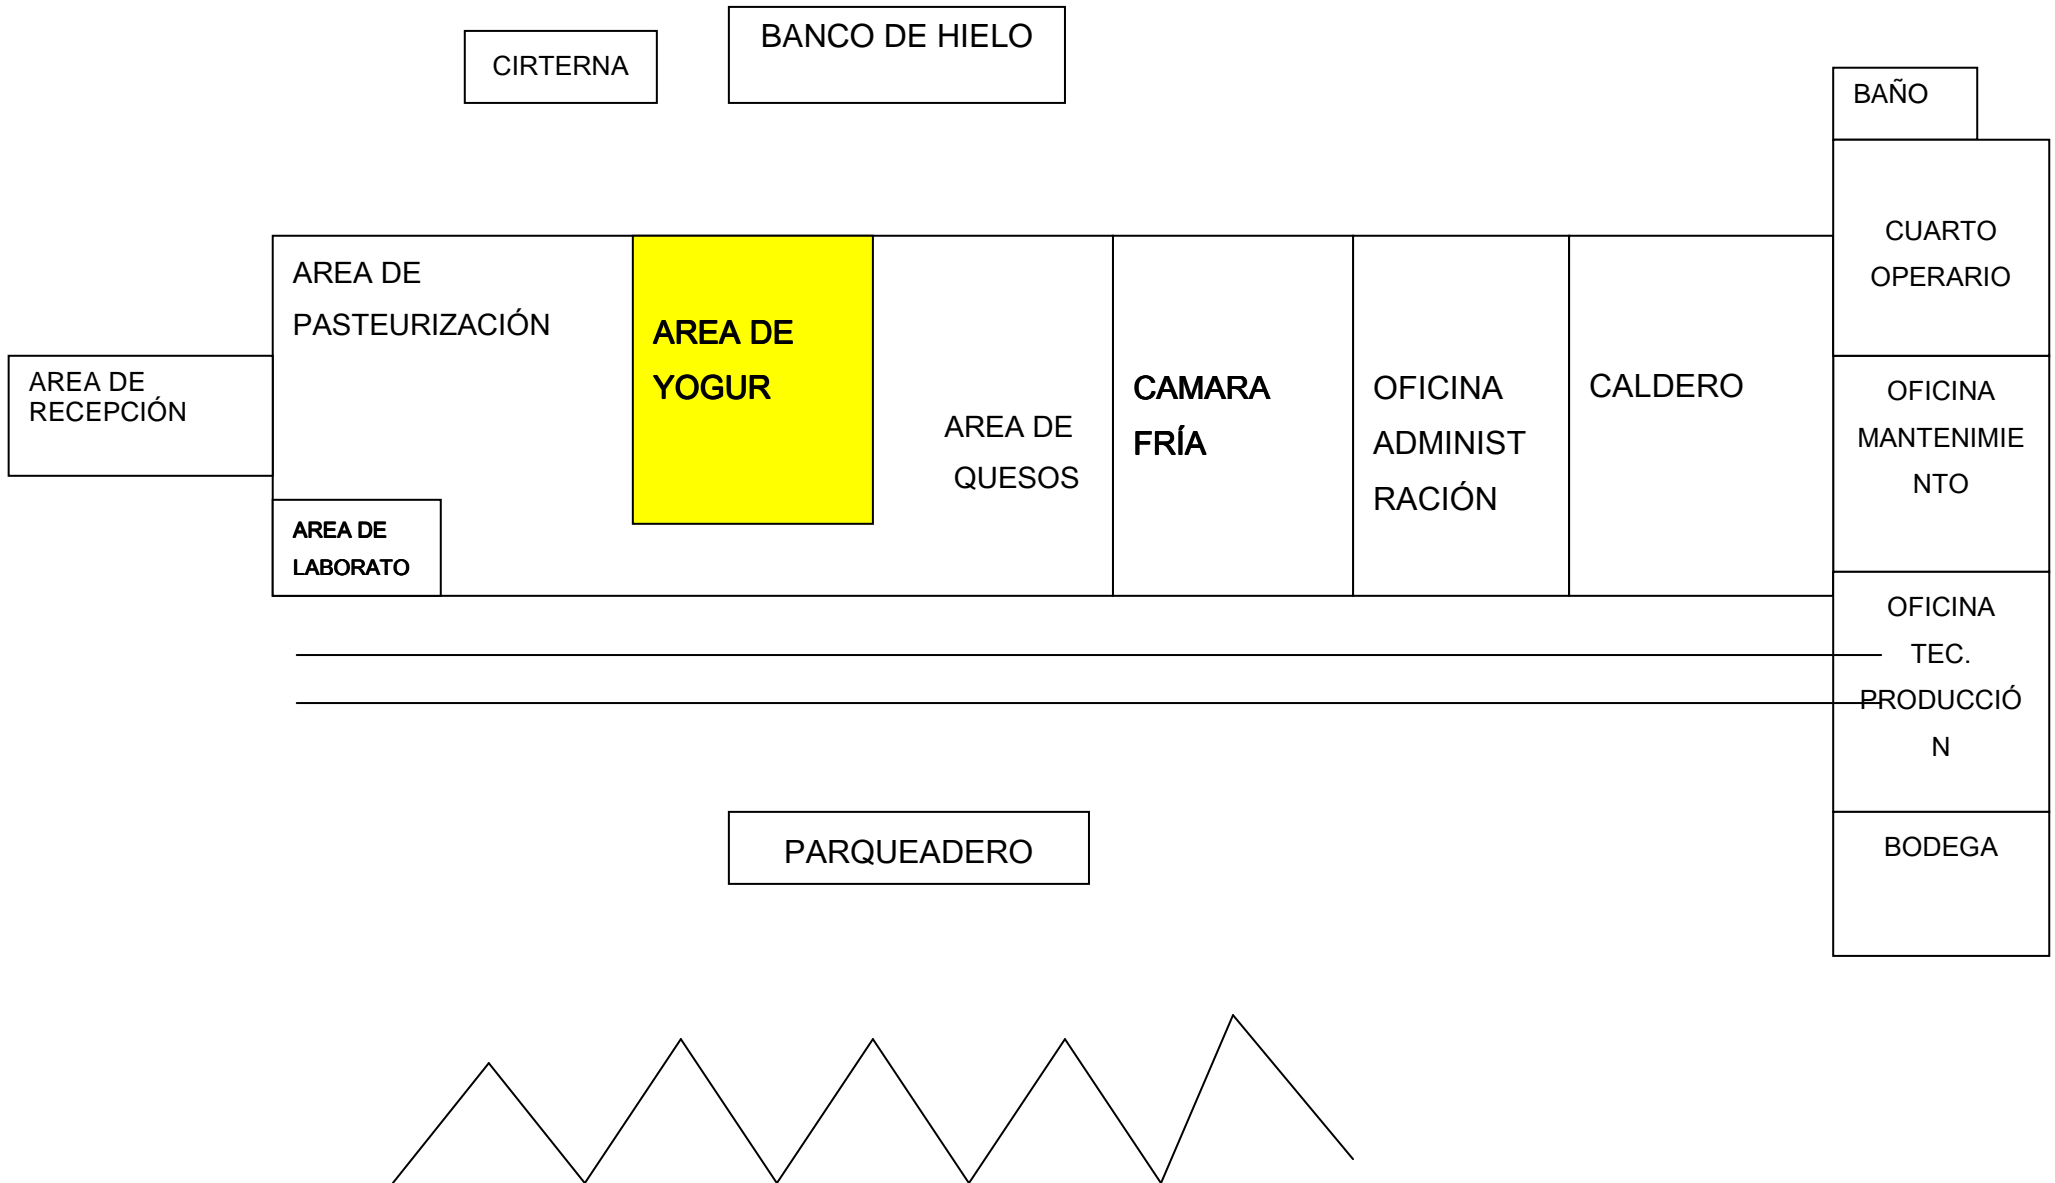 BANCO DE HIELO
CIRTERNA
BAÑO
CUARTO
OPERARIO
AREA DE
PASTEURIZACIÓN
AREA DE
YOGUR
AREA DE
RECEPCIÓN
AREA DE
QUESOS
CAMARA
FRÍA
OFICINA
ADMINIST
RACIÓN
CALDERO
OFICINA
MANTENIMIE
NTO
AREA DE
LABORATO
OFICINA
TEC.
PRODUCCIÓ
N
PARQUEADERO
BODEGA